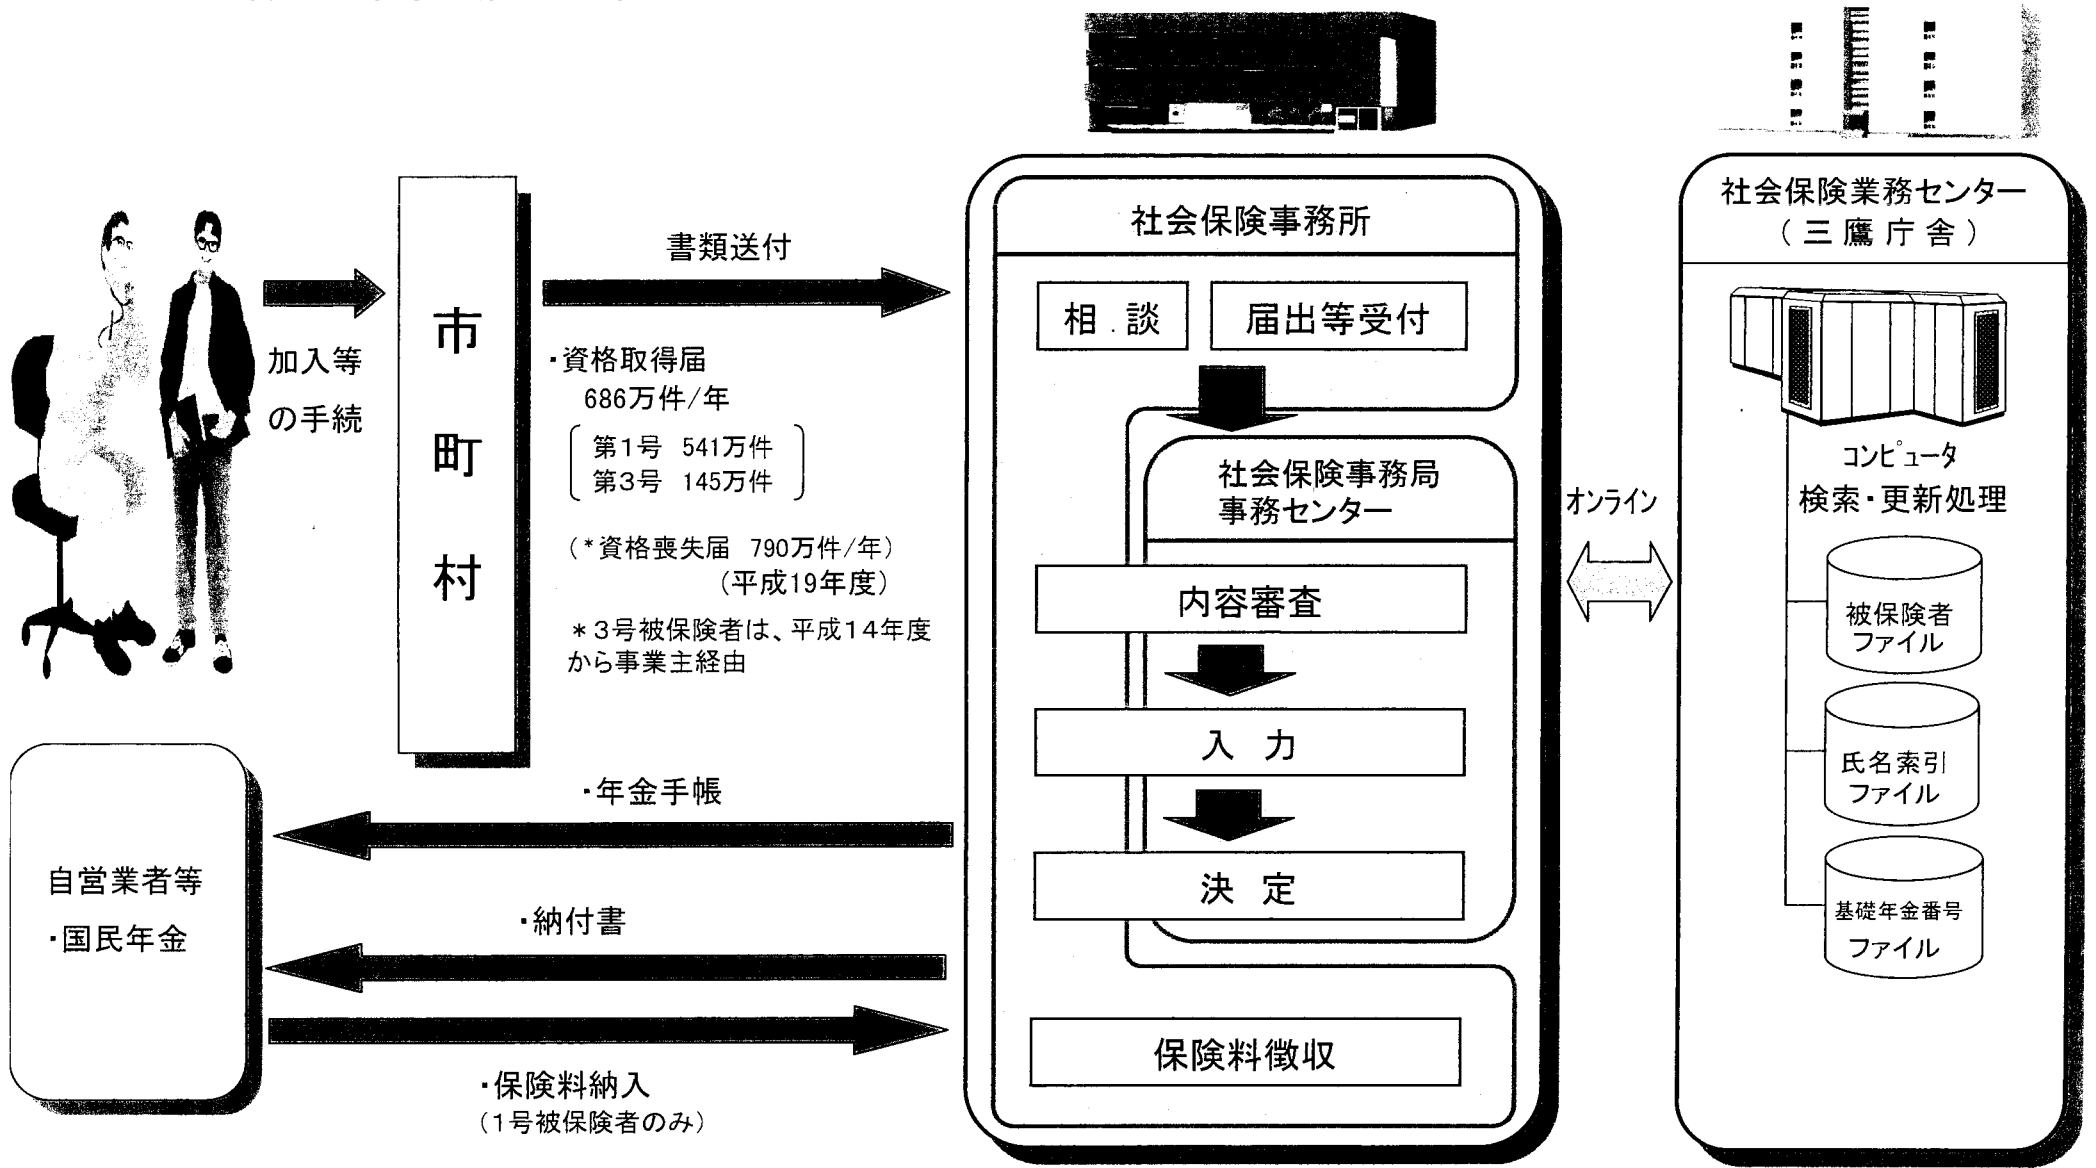 加入等
の手続
市
町
村
書類送付
・資格取得届
686万件/年
第1号 541万件
第3号 145万件
(*資格喪失届 790万件/年)
(平成19年度)
*3号被保険者は、平成14年度
から事業主経由
社会保険事務所
相 談
届出等受付
社会保険事務局
事務センター
内容審査
入 力
決 定
保険料徴収
オンライン
社会保険業務センター
(三鷹庁舎)
コンピュータ
検索・更新処理
被保険者
ファイル
氏名索引
ファイル
基礎年金番号
ファイル
自営業者等
・国民年金
・年金手帳
・納付書
・保険料納入
(1号被保険者のみ)